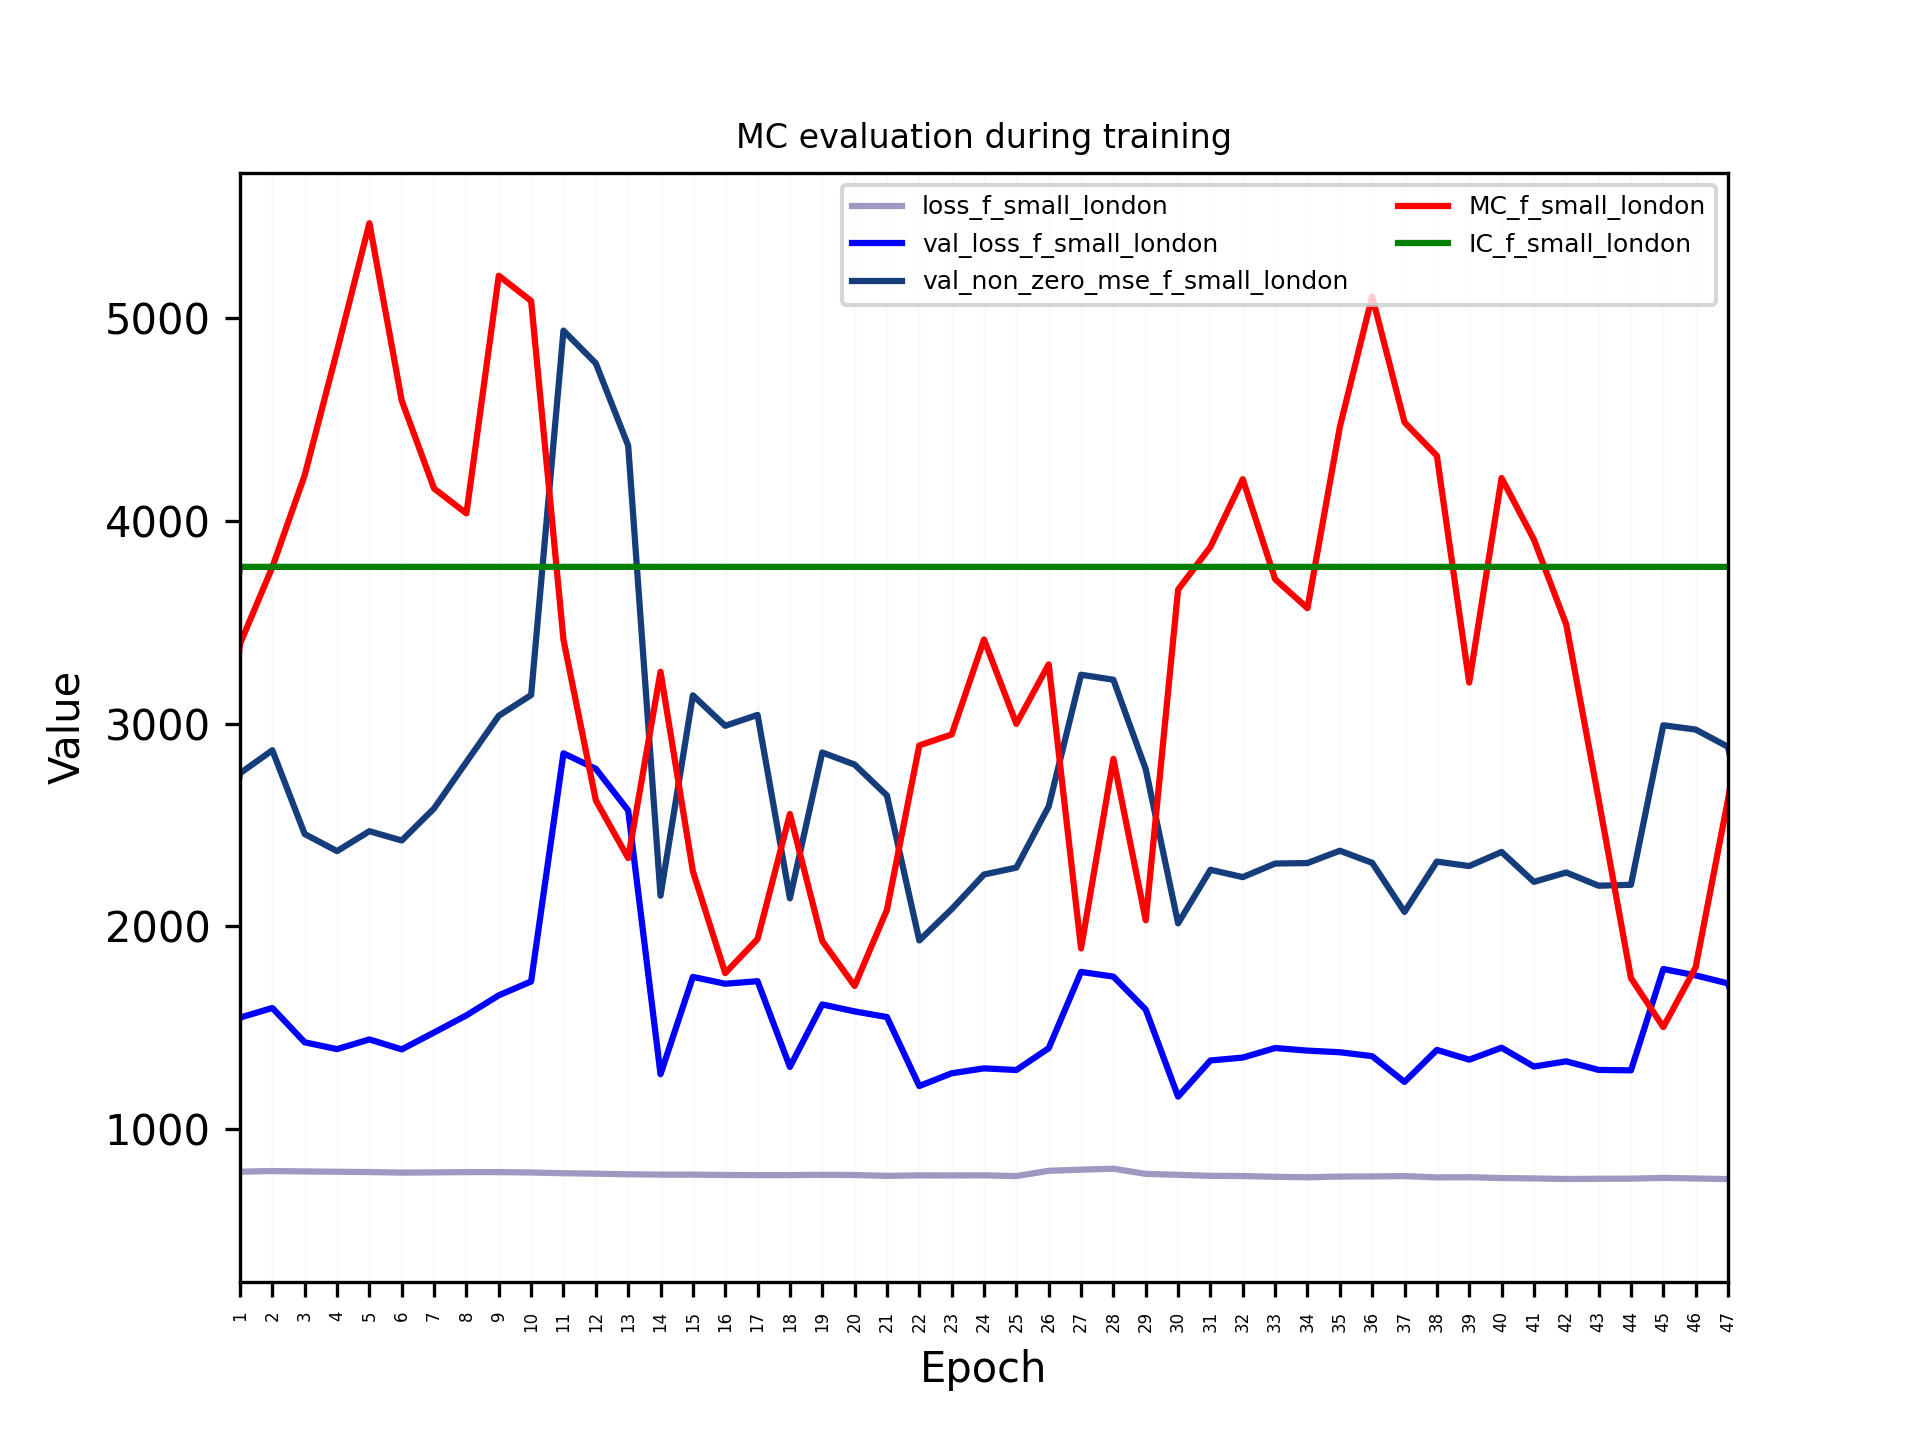 MC evaluation during training
loss_f_small_london
val_loss_f_small_london
val_non_zero_mse_f_small_london
MC_f_small_london
IC_f_small_london
Value
5000
4000
3000
2000
1000
1 2 3 4 5 6 7 8 9 10 11 12 13 14 15 16 17 18 19 20 21 22 23 24 25 26 27 28 29 30 31 32 33 34 35 36 37 38 39 40 41 42 43 44 45 46 47
Epoch